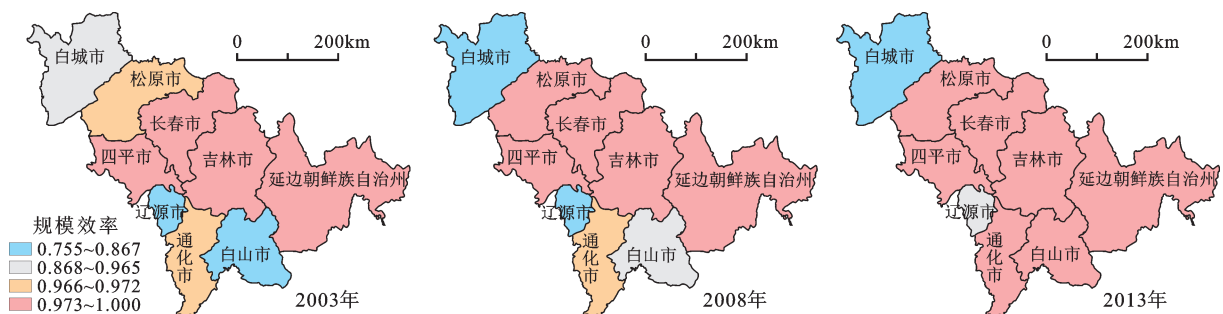 白城市
松原市
长春市
四平市
吉林市
延边朝鲜族自治州
辽源市
通化市
白山市
0 200km
规模效率
0.755~0.867
0.868~0.965
0.966~0.972
0.973~1.000
2003年
白城市
松原市
长春市
四平市
吉林市
延边朝鲜族自治州
辽源市
通化市
白山市
0 200km
2008年
白城市
松原市
长春市
四平市
吉林市
延边朝鲜族自治州
辽源市
通化市
白山市
0 200km
2013年